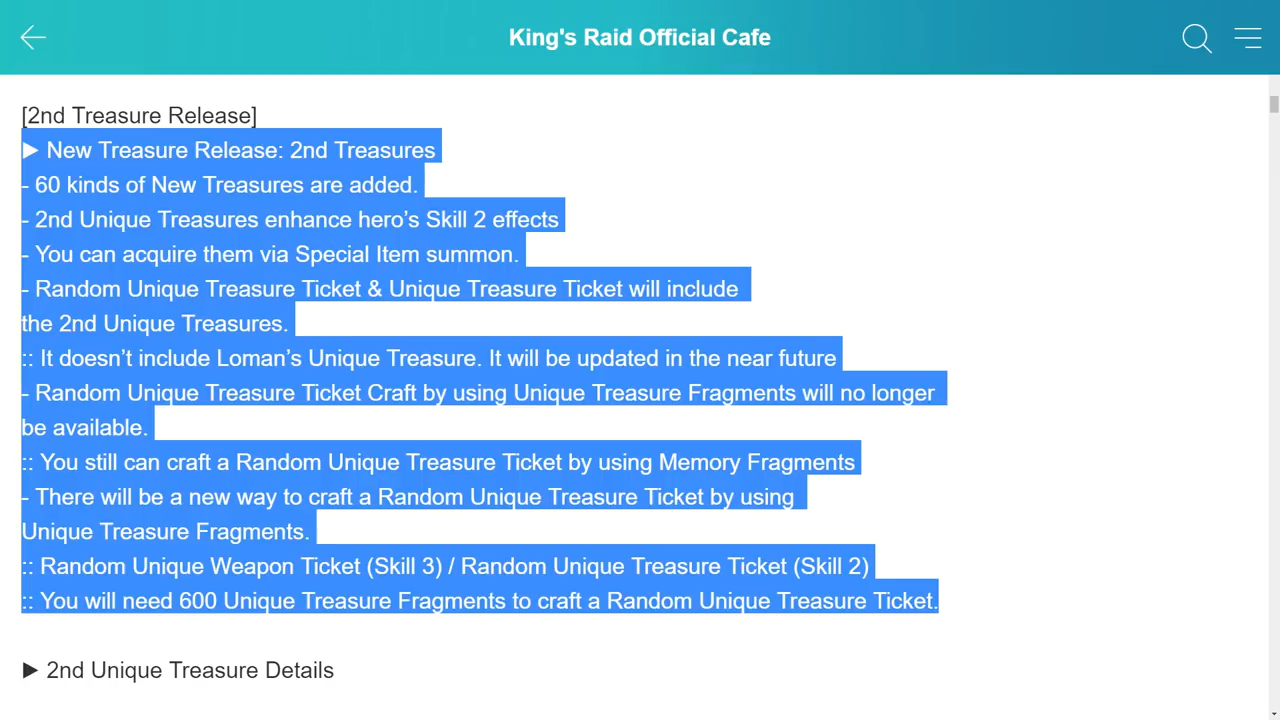 King's Raid Official Cafe
[2nd Treasure Release]
▶ New Treasure Release: 2nd Treasures
- 60 kinds of New Treasures are added.
- 2nd Unique Treasures enhance hero’s Skill 2 effects
- You can acquire them via Special Item summon.
- Random Unique Treasure Ticket & Unique Treasure Ticket will include
the 2nd Unique Treasures.
:: It doesn’t include Loman’s Unique Treasure. It will be updated in the near future
- Random Unique Treasure Ticket Craft by using Unique Treasure Fragments will no longer
be available.
:: You still can craft a Random Unique Treasure Ticket by using Memory Fragments
- There will be a new way to craft a Random Unique Treasure Ticket by using
Unique Treasure Fragments.
:: Random Unique Weapon Ticket (Skill 3) / Random Unique Treasure Ticket (Skill 2)
:: You will need 600 Unique Treasure Fragments to craft a Random Unique Treasure Ticket.
▶ 2nd Unique Treasure Details